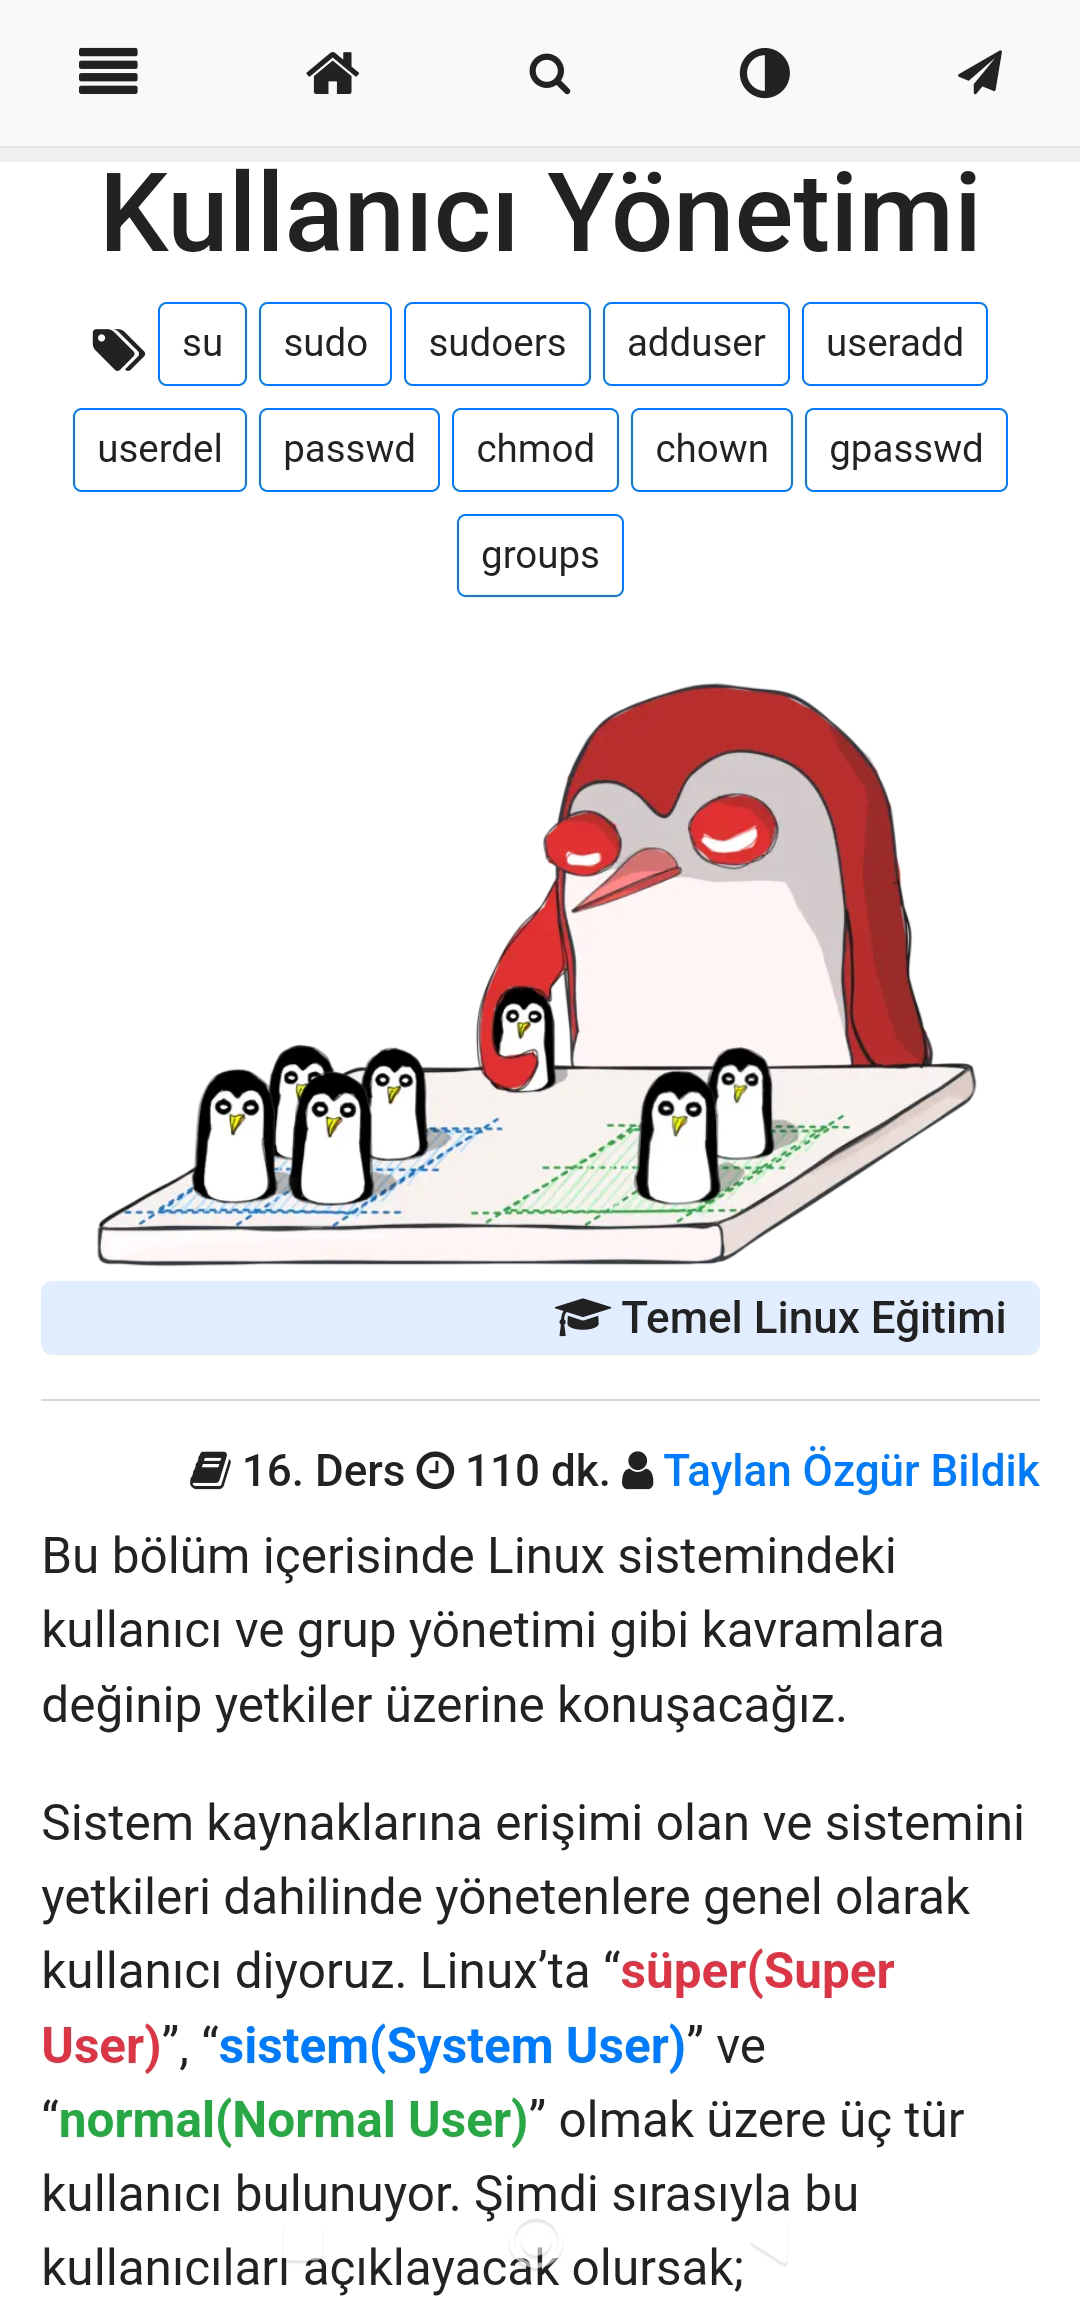 Kullanıcı Yönetimi
su sudo sudoers adduser useradd
userdel passwd chmod chown gpasswd
groups
Temel Linux Eğitimi
16. Ders 110 dk. Taylan Özgür Bildik
Bu bölüm içerisinde Linux sistemindeki
kullanıcı ve grup yönetimi gibi kavramlara
değinip yetkiler üzerine konuşacağız.
Sistem kaynaklarına erişimi olan ve sistemini
yetkileri dahilinde yönetenlere genel olarak
kullanıcı diyoruz. Linux’ta “süper(Super
User)”, “sistem(System User)” ve
“normal(Normal User)” olmak üzere üç tür
kullanıcı bulunuyor. Şimdi sırasıyla bu
kullanıcıları açıklayacak olursak;